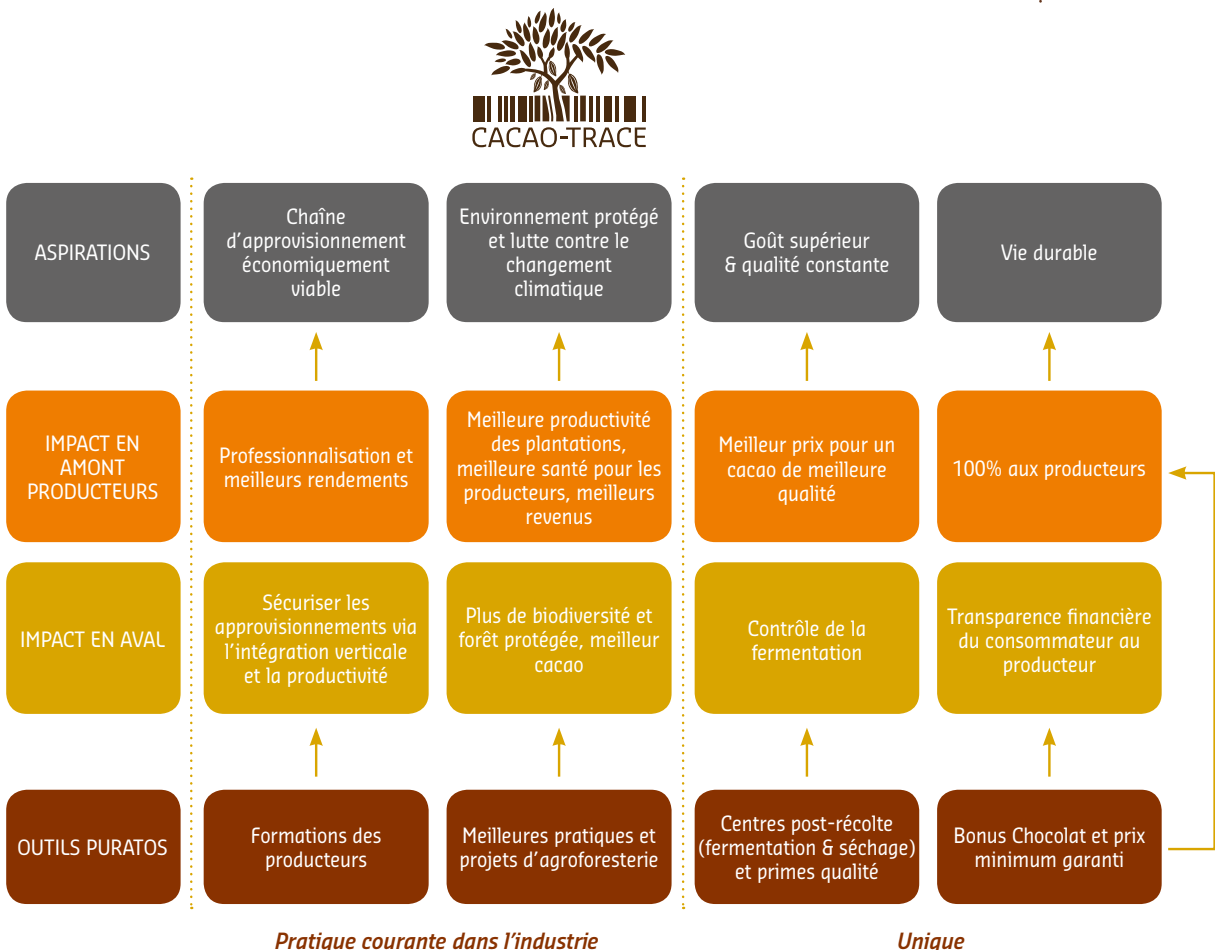 CACAO-TRACE
ASPIRATIONS
Chaîne
d'approvisionnement
économiquement
viable
Environnement protégé
et lutte contre le
changement
climatique
Goût supérieur
& qualité constante
Vie durable
IMPACT EN
AMONT
PRODUCTEURS
Professionnalisation et
meilleurs rendements
Meilleure productivité
des plantations,
meilleure santé pour les
producteurs, meilleurs
revenus
Meilleur prix pour un
cacao de meilleure
qualité
100% aux producteurs
IMPACT EN AVAL
Sécuriser les
approvisionnements via
l'intégration verticale
et la productivité
Plus de biodiversité et
forêt protégée, meilleur
cacao
Contrôle de la
fermentation
Transparence financière
du consommateur au
producteur
OUTILS PURATOS
Formations des
producteurs
Meilleures pratiques et
projets d'agroforesterie
Centres post-récolte
(fermentation & séchage)
et primes qualité
Bonus Chocolat et prix
minimum garanti
Pratique courante dans l'industrie
Unique